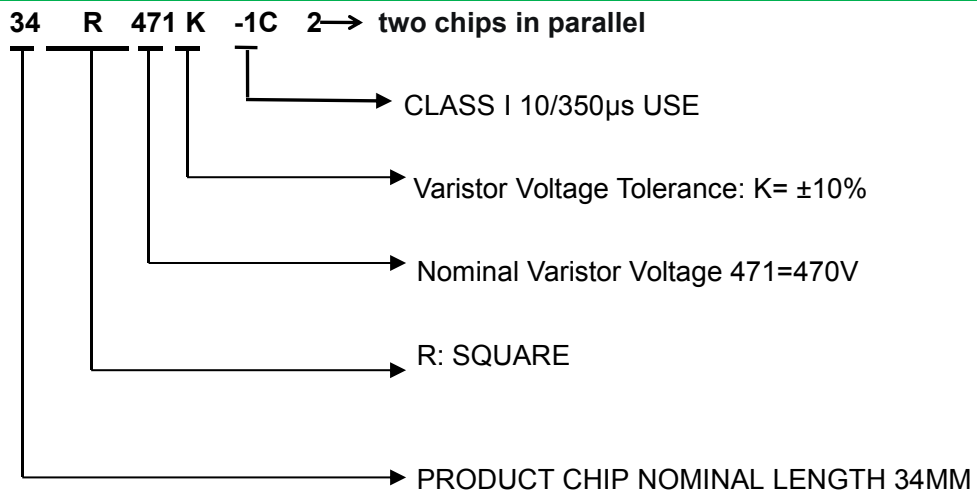 34 R 471 K -1C 2 → two chips in parallel
CLASS I 10/350µs USE
Varistor Voltage Tolerance: K= ±10%
Nominal Varistor Voltage 471=470V
R: SQUARE
PRODUCT CHIP NOMINAL LENGTH 34MM